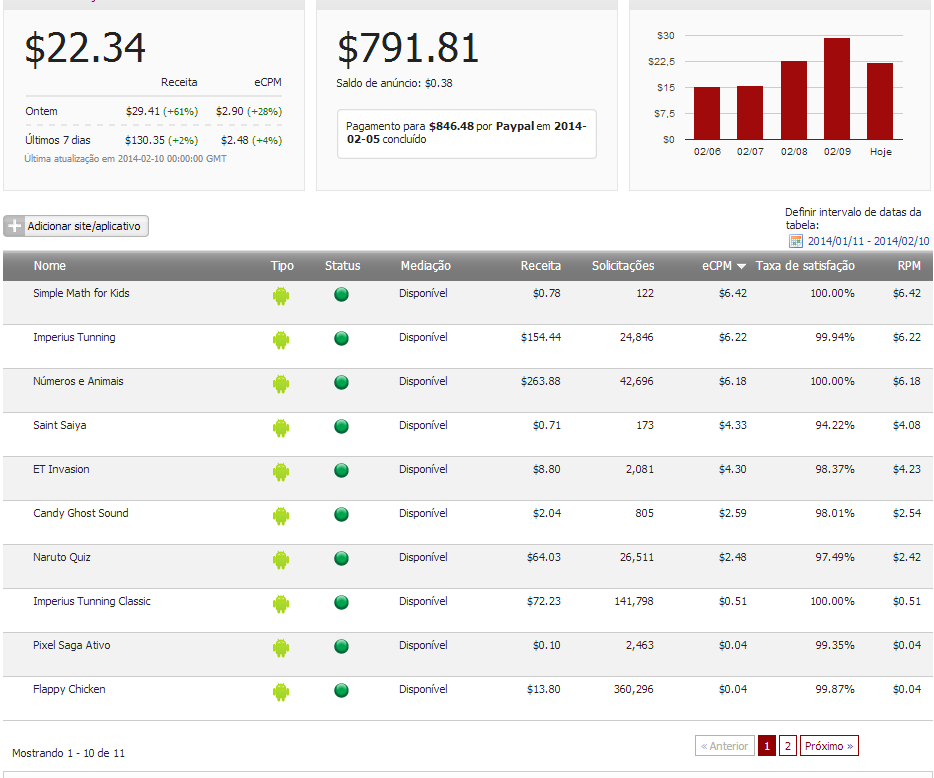 $22.34
Receita eCPM
Ontem $29.41 (+61%) $2.90 (+28%)
Últimos 7 dias $130.35 (+2%) $2.48 (+4%)
Última atualização em 2014-02-10 00:00:00 GMT
$791.81
Saldo de anúncio: $0.38
Pagamento para $846.48 por Paypal em 2014-
02-05 concluído
$30
$22,5
$15
$7,5
$0
02/06 02/07 02/08 02/09 Hoje
Adicionar site/aplicativo
Definir intervalo de datas da
tabela:
2014/01/11 - 2014/02/10
Nome Tipo Status Mediação Receita Solicitações eCPM Taxa de satisfação RPM
Simple Math for Kids Disponível $0.78 122 $6.42 100.00% $6.42
Imperius Tunning Disponível $154.44 24,846 $6.22 99.94% $6.22
Números e Animais Disponível $263.88 42,696 $6.18 100.00% $6.18
Saint Saiya Disponível $0.71 173 $4.33 94.22% $4.08
ET Invasion Disponível $8.80 2,081 $4.30 98.37% $4.23
Candy Ghost Sound Disponível $2.04 805 $2.59 98.01% $2.54
Naruto Quiz Disponível $64.03 26,511 $2.48 97.49% $2.42
Imperius Tunning Classic Disponível $72.23 141,798 $0.51 100.00% $0.51
Pixel Saga Ativo Disponível $0.10 2,463 $0.04 99.35% $0.04
Flappy Chicken Disponível $13.80 360,296 $0.04 99.87% $0.04
Mostrando 1 - 10 de 11
« Anterior 1 2 Próximo »